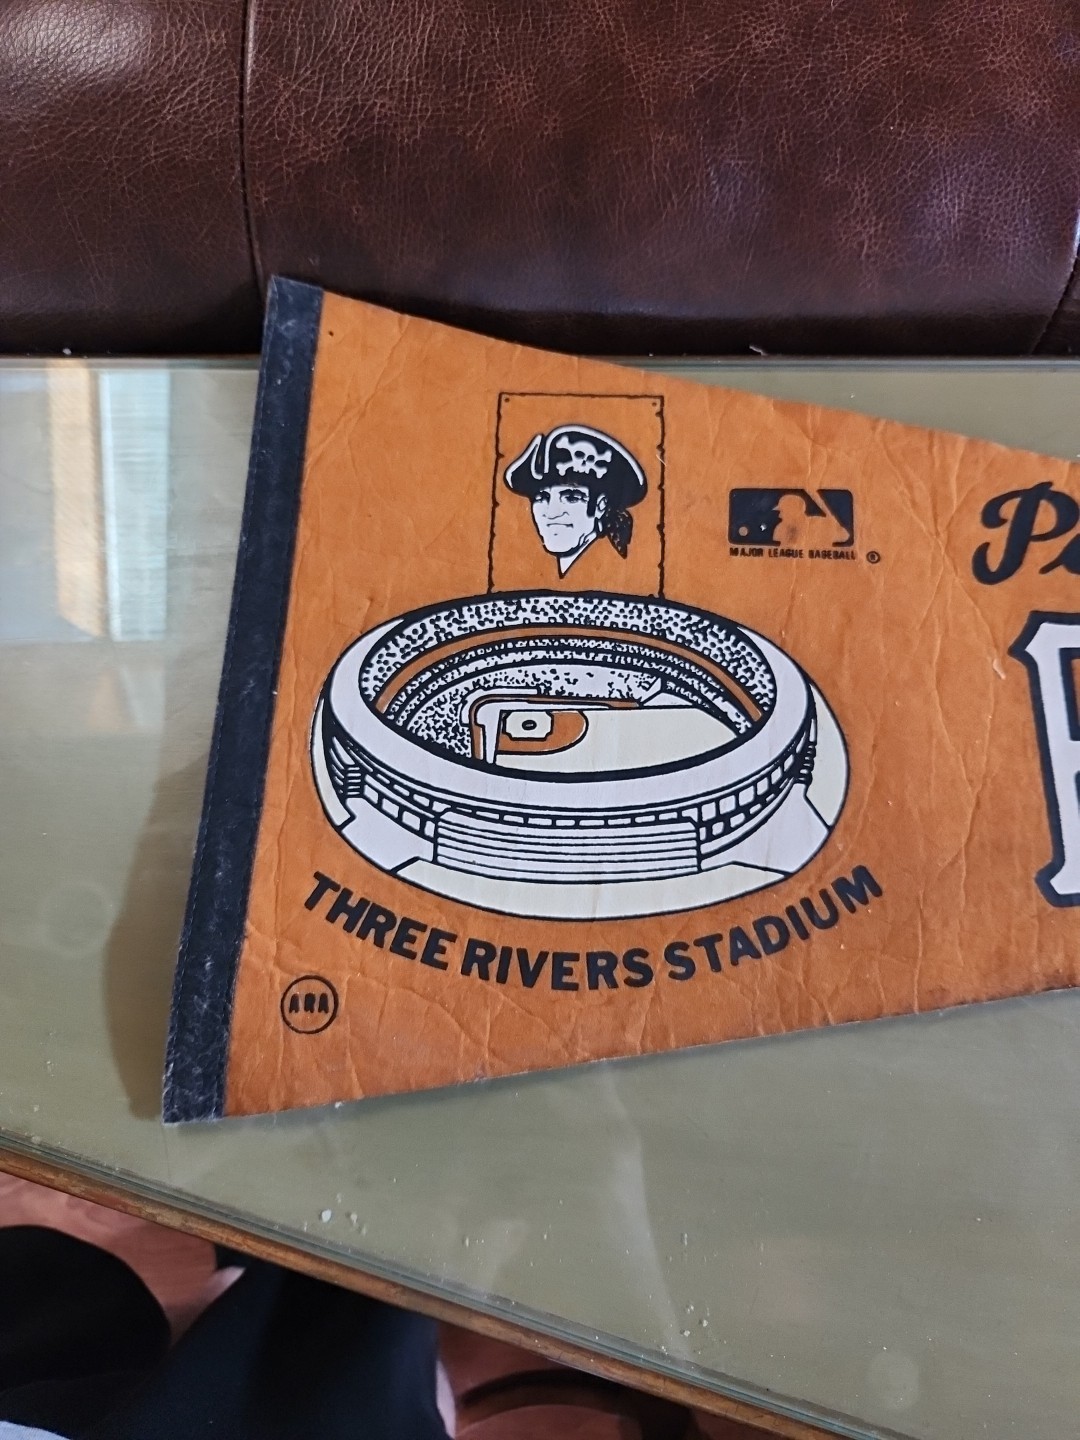 MAJOR LEAGUE BASEBALL ®
P
THREE RIVERS STADIUM
ARA